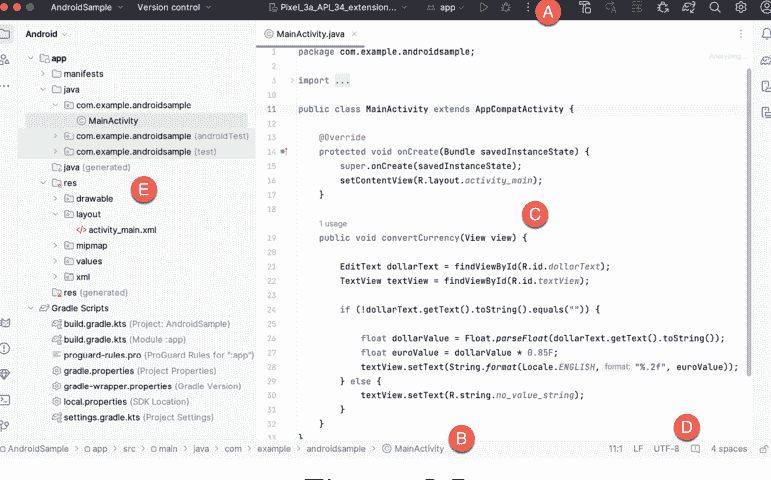 AndroidSample Version control Pixel_3a_API_34_extension... app A
Android
MainActivity.java
app
manifests
java
com.example.androidsample
MainActivity
com.example.androidsample (androidTest)
com.example.androidsample (test)
java (generated)
res
E
drawable
layout
activity_main.xml
mipmap
values
xml
res (generated)
Gradle Scripts
build.gradle.kts (Project: AndroidSample)
build.gradle.kts (Module :app)
proguard-rules.pro (ProGuard Rules for ":app")
gradle.properties (Project Properties)
gradle-wrapper.properties (Gradle Version)
local.properties (SDK Location)
settings.gradle.kts (Project Settings)
1 package com.example.androidsample;
Analyzing...
2
3 import ...
10
11 public class MainActivity extends AppCompatActivity {
12
13 @Override
14 protected void onCreate(Bundle savedInstanceState) {
15 super.onCreate(savedInstanceState);
16 setContentView(R.layout.activity_main);
17 }
18
C
1 usage
19 public void convertCurrency(View view) {
20
21 EditText dollarText = findViewById(R.id.dollarText);
22 TextView textView = findViewById(R.id.textView);
23
24 if (!dollarText.getText().toString().equals("")) {
25
26 float dollarValue = Float.parseFloat(dollarText.getText().toString());
27 float euroValue = dollarValue * 0.85F;
28 textView.setText(String.format(Locale.ENGLISH, format: "%.2f", euroValue));
29 } else {
30 textView.setText(R.string.no_value_string);
31 }
32 }
33 }
D
AndroidSample app src main java com example androidsample MainActivity B 11:1 LF UTF-8 4 spaces